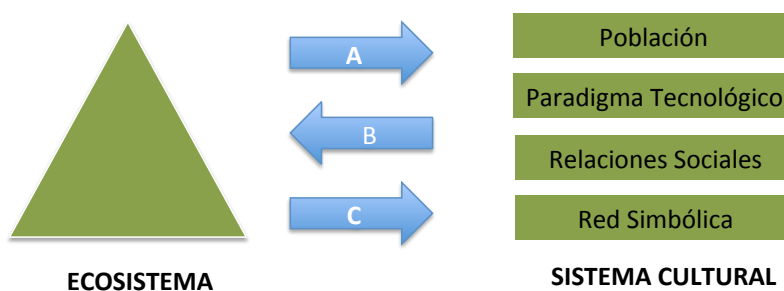 A
B
C
Población
Paradigma Tecnológico
Relaciones Sociales
Red Simbólica
ECOSISTEMA
SISTEMA CULTURAL